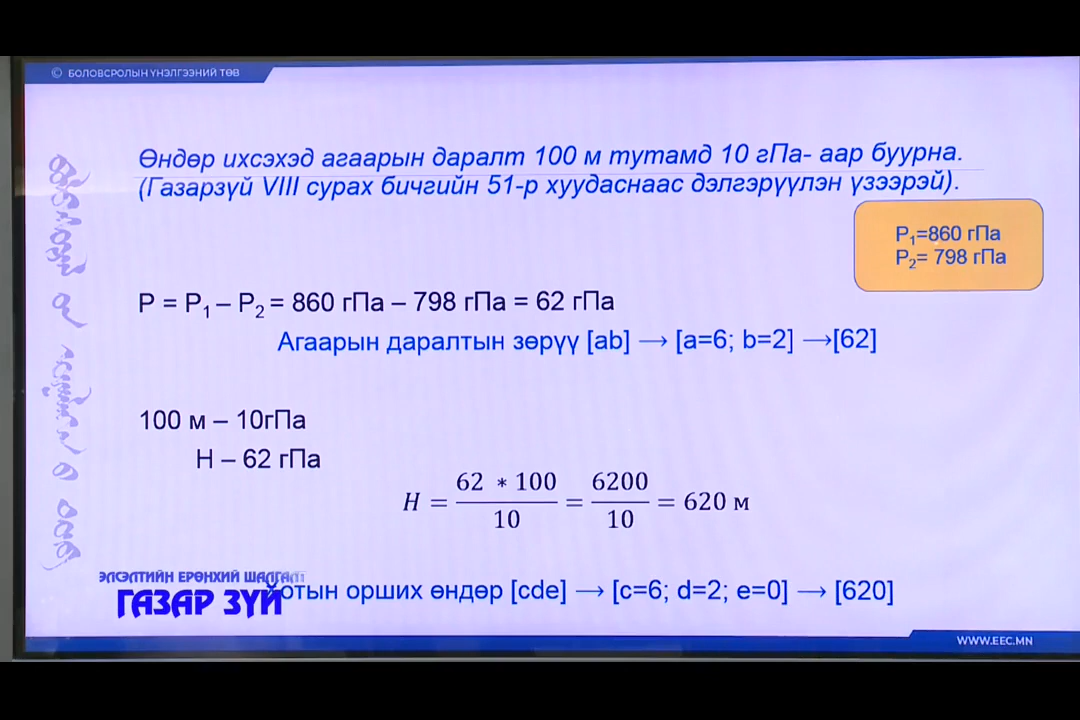 © БОЛОВСРОЛЫН ҮНЭЛГЭЭНИЙ ТӨВ
Өндөр ихсэхэд агаарын даралт 100 м тутамд 10 гПа- аар буурна.
(Газарзүй VIII сурах бичгийн 51-р хуудаснаас дэлгэрүүлэн үзээрэй).
P₁=860 гПа
P₂= 798 гПа
P = P₁ – P₂ = 860 гПа – 798 гПа = 62 гПа
Агаарын даралтын зөрүү [ab] → [a=6; b=2] →[62]
100 м – 10гПа
H – 62 гПа
H = (62 * 100)/10 = 6200/10 = 620 м
ЭЛСЭЛТИЙН ЕРӨНХИЙ ШАЛГАЛТ
ГАЗАР ЗҮЙ
отын орших өндөр [cde] → [c=6; d=2; e=0] → [620]
WWW.EEC.MN